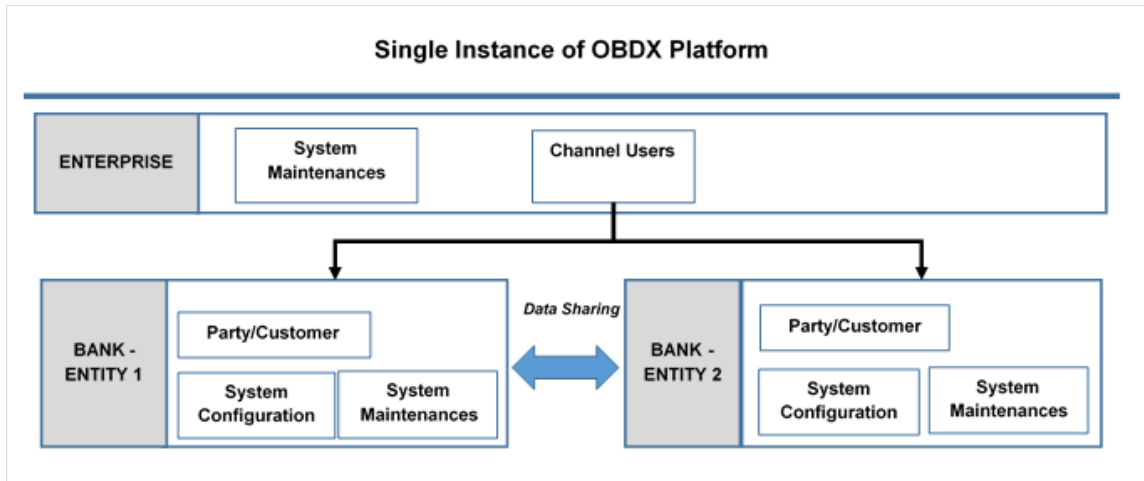 Single Instance of OBDX Platform
ENTERPRISE
System
Maintenances
Channel Users
BANK -
ENTITY 1
Party/Customer
System
Configuration
System
Maintenances
Data Sharing
BANK -
ENTITY 2
Party/Customer
System
Configuration
System
Maintenances